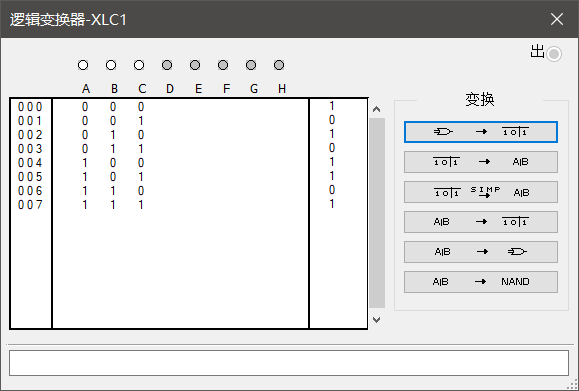 逻辑变换器-XLC1
出
A B C D E F G H
000 0 0 0 1
001 0 0 1 0
002 0 1 0 1
003 0 1 1 0
004 1 0 0 1
005 1 0 1 1
006 1 1 0 0
007 1 1 1 1
变换
→ 10|1
10|1 → A|B
10|1 SIMP → A|B
A|B → 10|1
A|B →
A|B → NAND